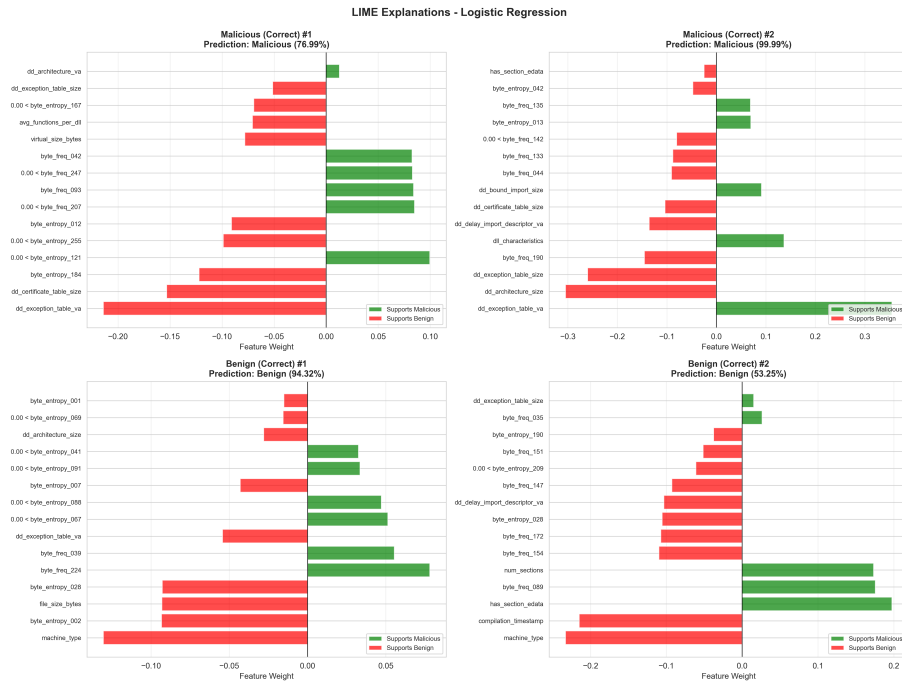 LIME Explanations - Logistic Regression
Malicious (Correct) #1
Prediction: Malicious (76.99%)
dd_architecture_va
dd_exception_table_size
0.00 < byte_entropy_167
avg_functions_per_dll
virtual_size_bytes
byte_freq_042
0.00 < byte_freq_247
byte_freq_093
0.00 < byte_freq_207
byte_entropy_012
0.00 < byte_entropy_255
0.00 < byte_entropy_121
byte_entropy_184
dd_certificate_table_size
dd_exception_table_va
Supports Malicious
Supports Benign
−0.20 −0.15 −0.10 −0.05 0.00 0.05 0.10
Feature Weight
Malicious (Correct) #2
Prediction: Malicious (99.99%)
has_section_edata
byte_entropy_042
byte_freq_135
byte_entropy_013
0.00 < byte_freq_142
byte_freq_133
byte_freq_044
dd_bound_import_size
dd_certificate_table_size
dd_delay_import_descriptor_va
dll_characteristics
byte_freq_190
dd_exception_table_size
dd_architecture_size
dd_exception_table_va
Supports Malicious
Supports Benign
−0.3 −0.2 −0.1 0.0 0.1 0.2 0.3
Feature Weight
Benign (Correct) #1
Prediction: Benign (94.32%)
byte_entropy_001
0.00 < byte_freq_069
dd_architecture_size
0.00 < byte_entropy_041
0.00 < byte_entropy_091
byte_entropy_007
0.00 < byte_entropy_088
0.00 < byte_entropy_067
dd_exception_table_va
byte_freq_039
byte_freq_224
byte_entropy_028
file_size_bytes
byte_entropy_002
machine_type
Supports Malicious
Supports Benign
−0.10 −0.05 0.00 0.05
Feature Weight
Benign (Correct) #2
Prediction: Benign (53.25%)
dd_exception_table_size
byte_freq_035
byte_entropy_190
byte_freq_151
0.00 < byte_entropy_209
byte_freq_147
dd_delay_import_descriptor_va
byte_entropy_028
byte_freq_172
byte_freq_154
num_sections
byte_freq_089
has_section_edata
compilation_timestamp
machine_type
Supports Malicious
Supports Benign
−0.2 −0.1 0.0 0.1 0.2
Feature Weight